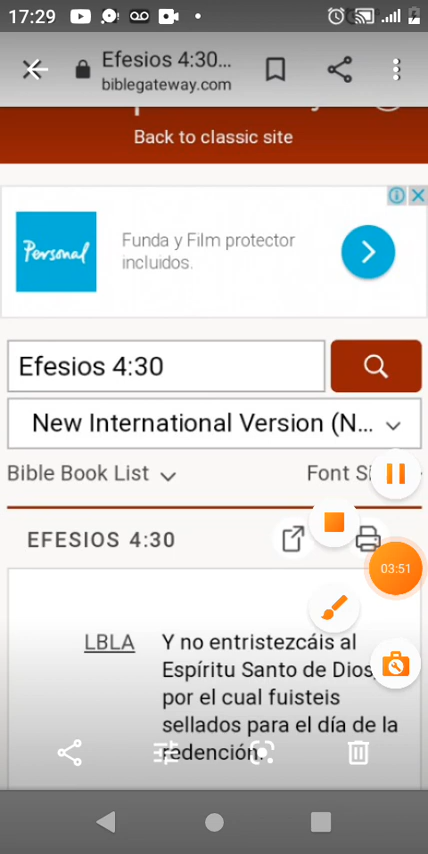 17:29
Efesios 4:30...
biblegateway.com
Back to classic site
Personal
Funda y Film protector
incluidos.
Efesios 4:30
New International Version (N...
Bible Book List
Font Si
EFESIOS 4:30
03:51
LBLA
Y no entristezcáis al
Espíritu Santo de Dios,
por el cual fuisteis
sellados para el día de la
redención.